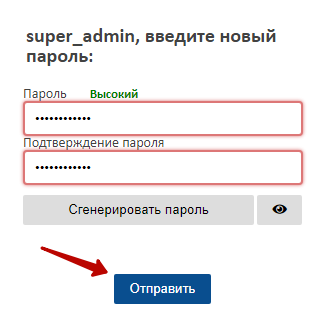 super_admin, введите новый
пароль:
Пароль Высокий
••••••••••••
Подтверждение пароля
••••••••••••
Сгенерировать пароль
Отправить